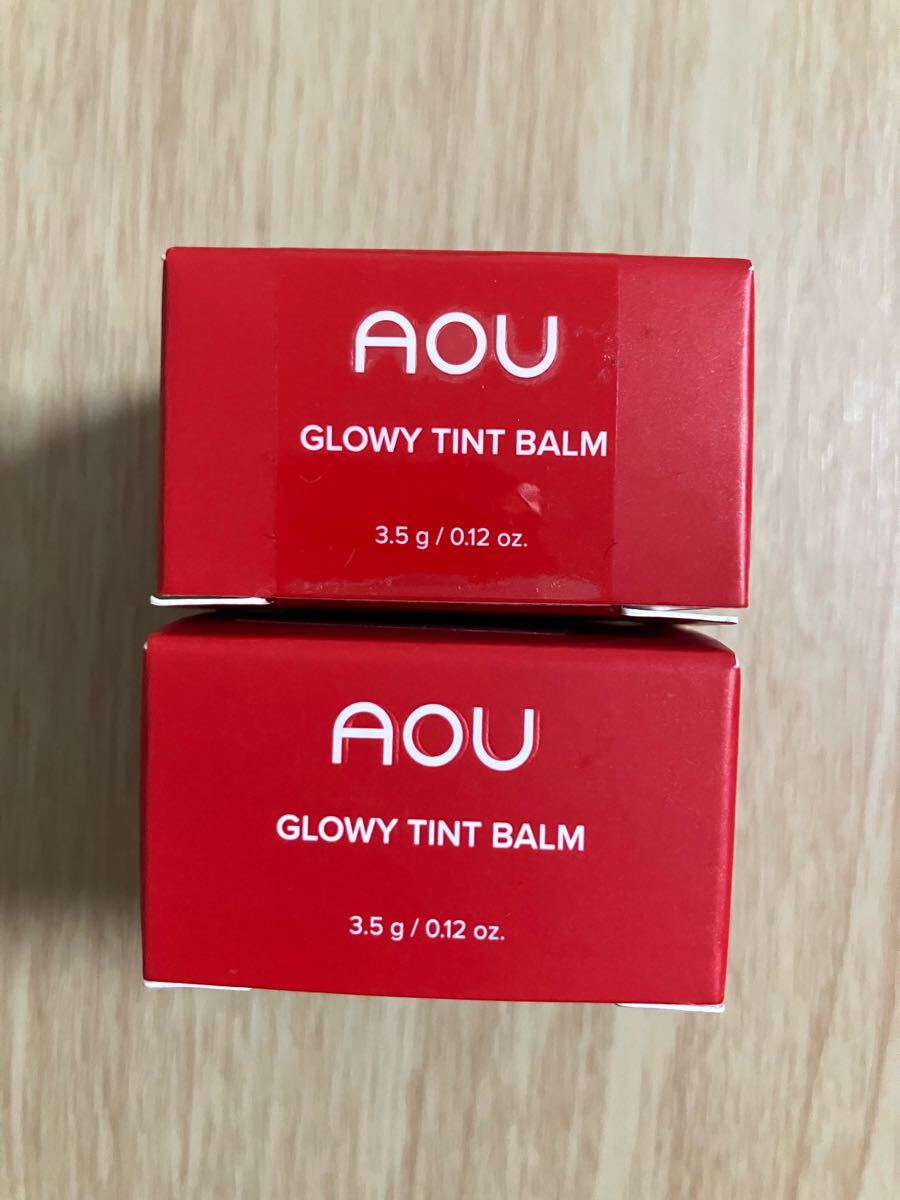 AOU
GLOWY TINT BALM
3.5 g / 0.12 oz.
AOU
GLOWY TINT BALM
3.5 g / 0.12 oz.